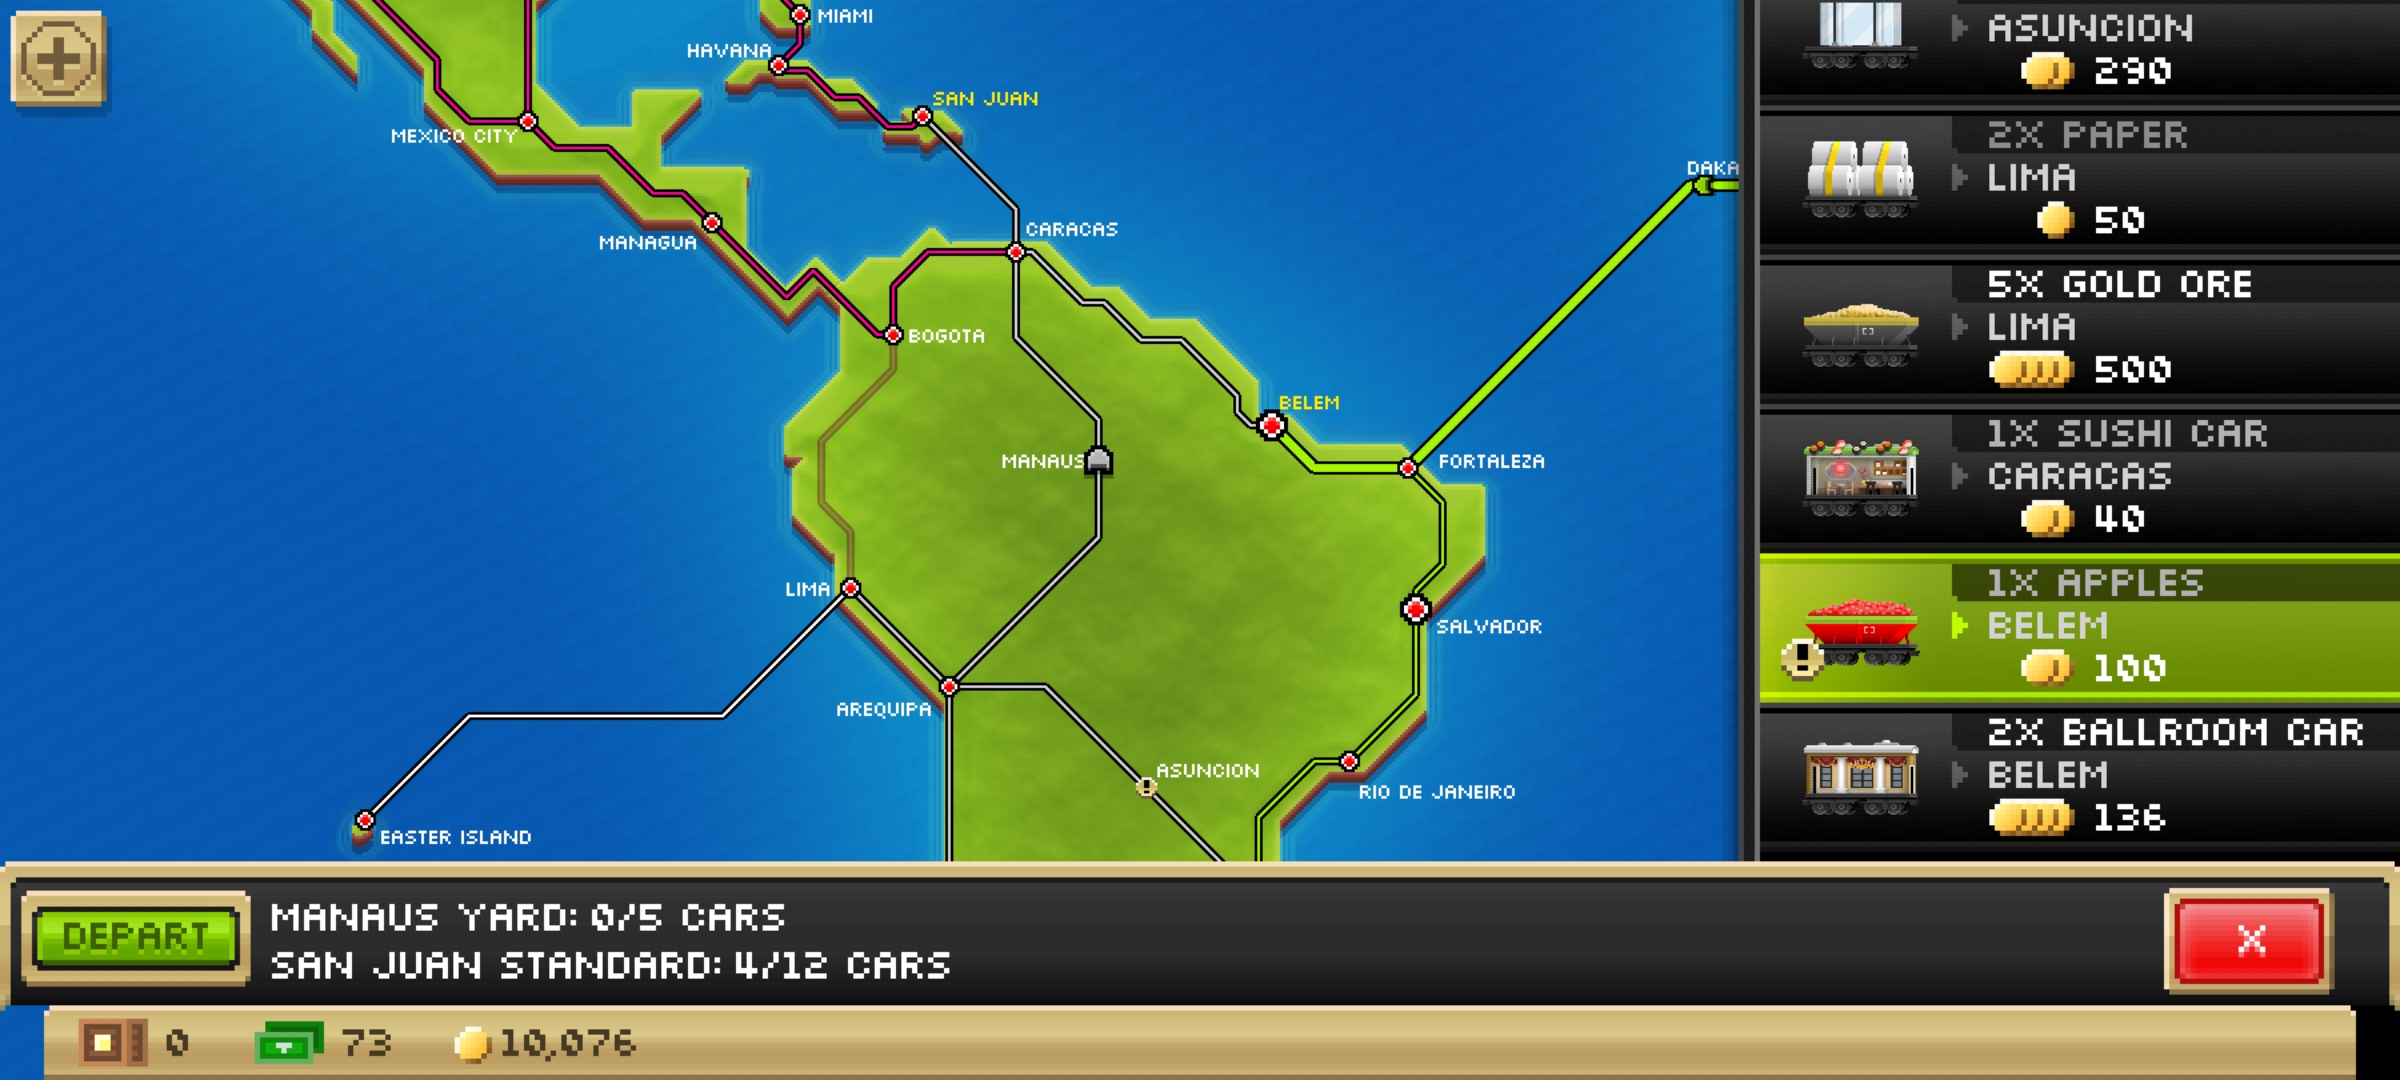 MIAMI
HAVANA
SAN JUAN
MEXICO CITY
DAKA
MANAGUA
CARACAS
BOGOTA
BELEM
MANAUS
FORTALEZA
LIMA
SALVADOR
AREQUIPA
ASUNCION
RIO DE JANEIRO
EASTER ISLAND
ASUNCION
290
2X PAPER
LIMA
50
5X GOLD ORE
LIMA
500
1X SUSHI CAR
CARACAS
40
1X APPLES
BELEM
100
2X BALLROOM CAR
BELEM
136
DEPART
MANAUS YARD: 0/5 CARS
SAN JUAN STANDARD: 4/12 CARS
X
0
73
10,076